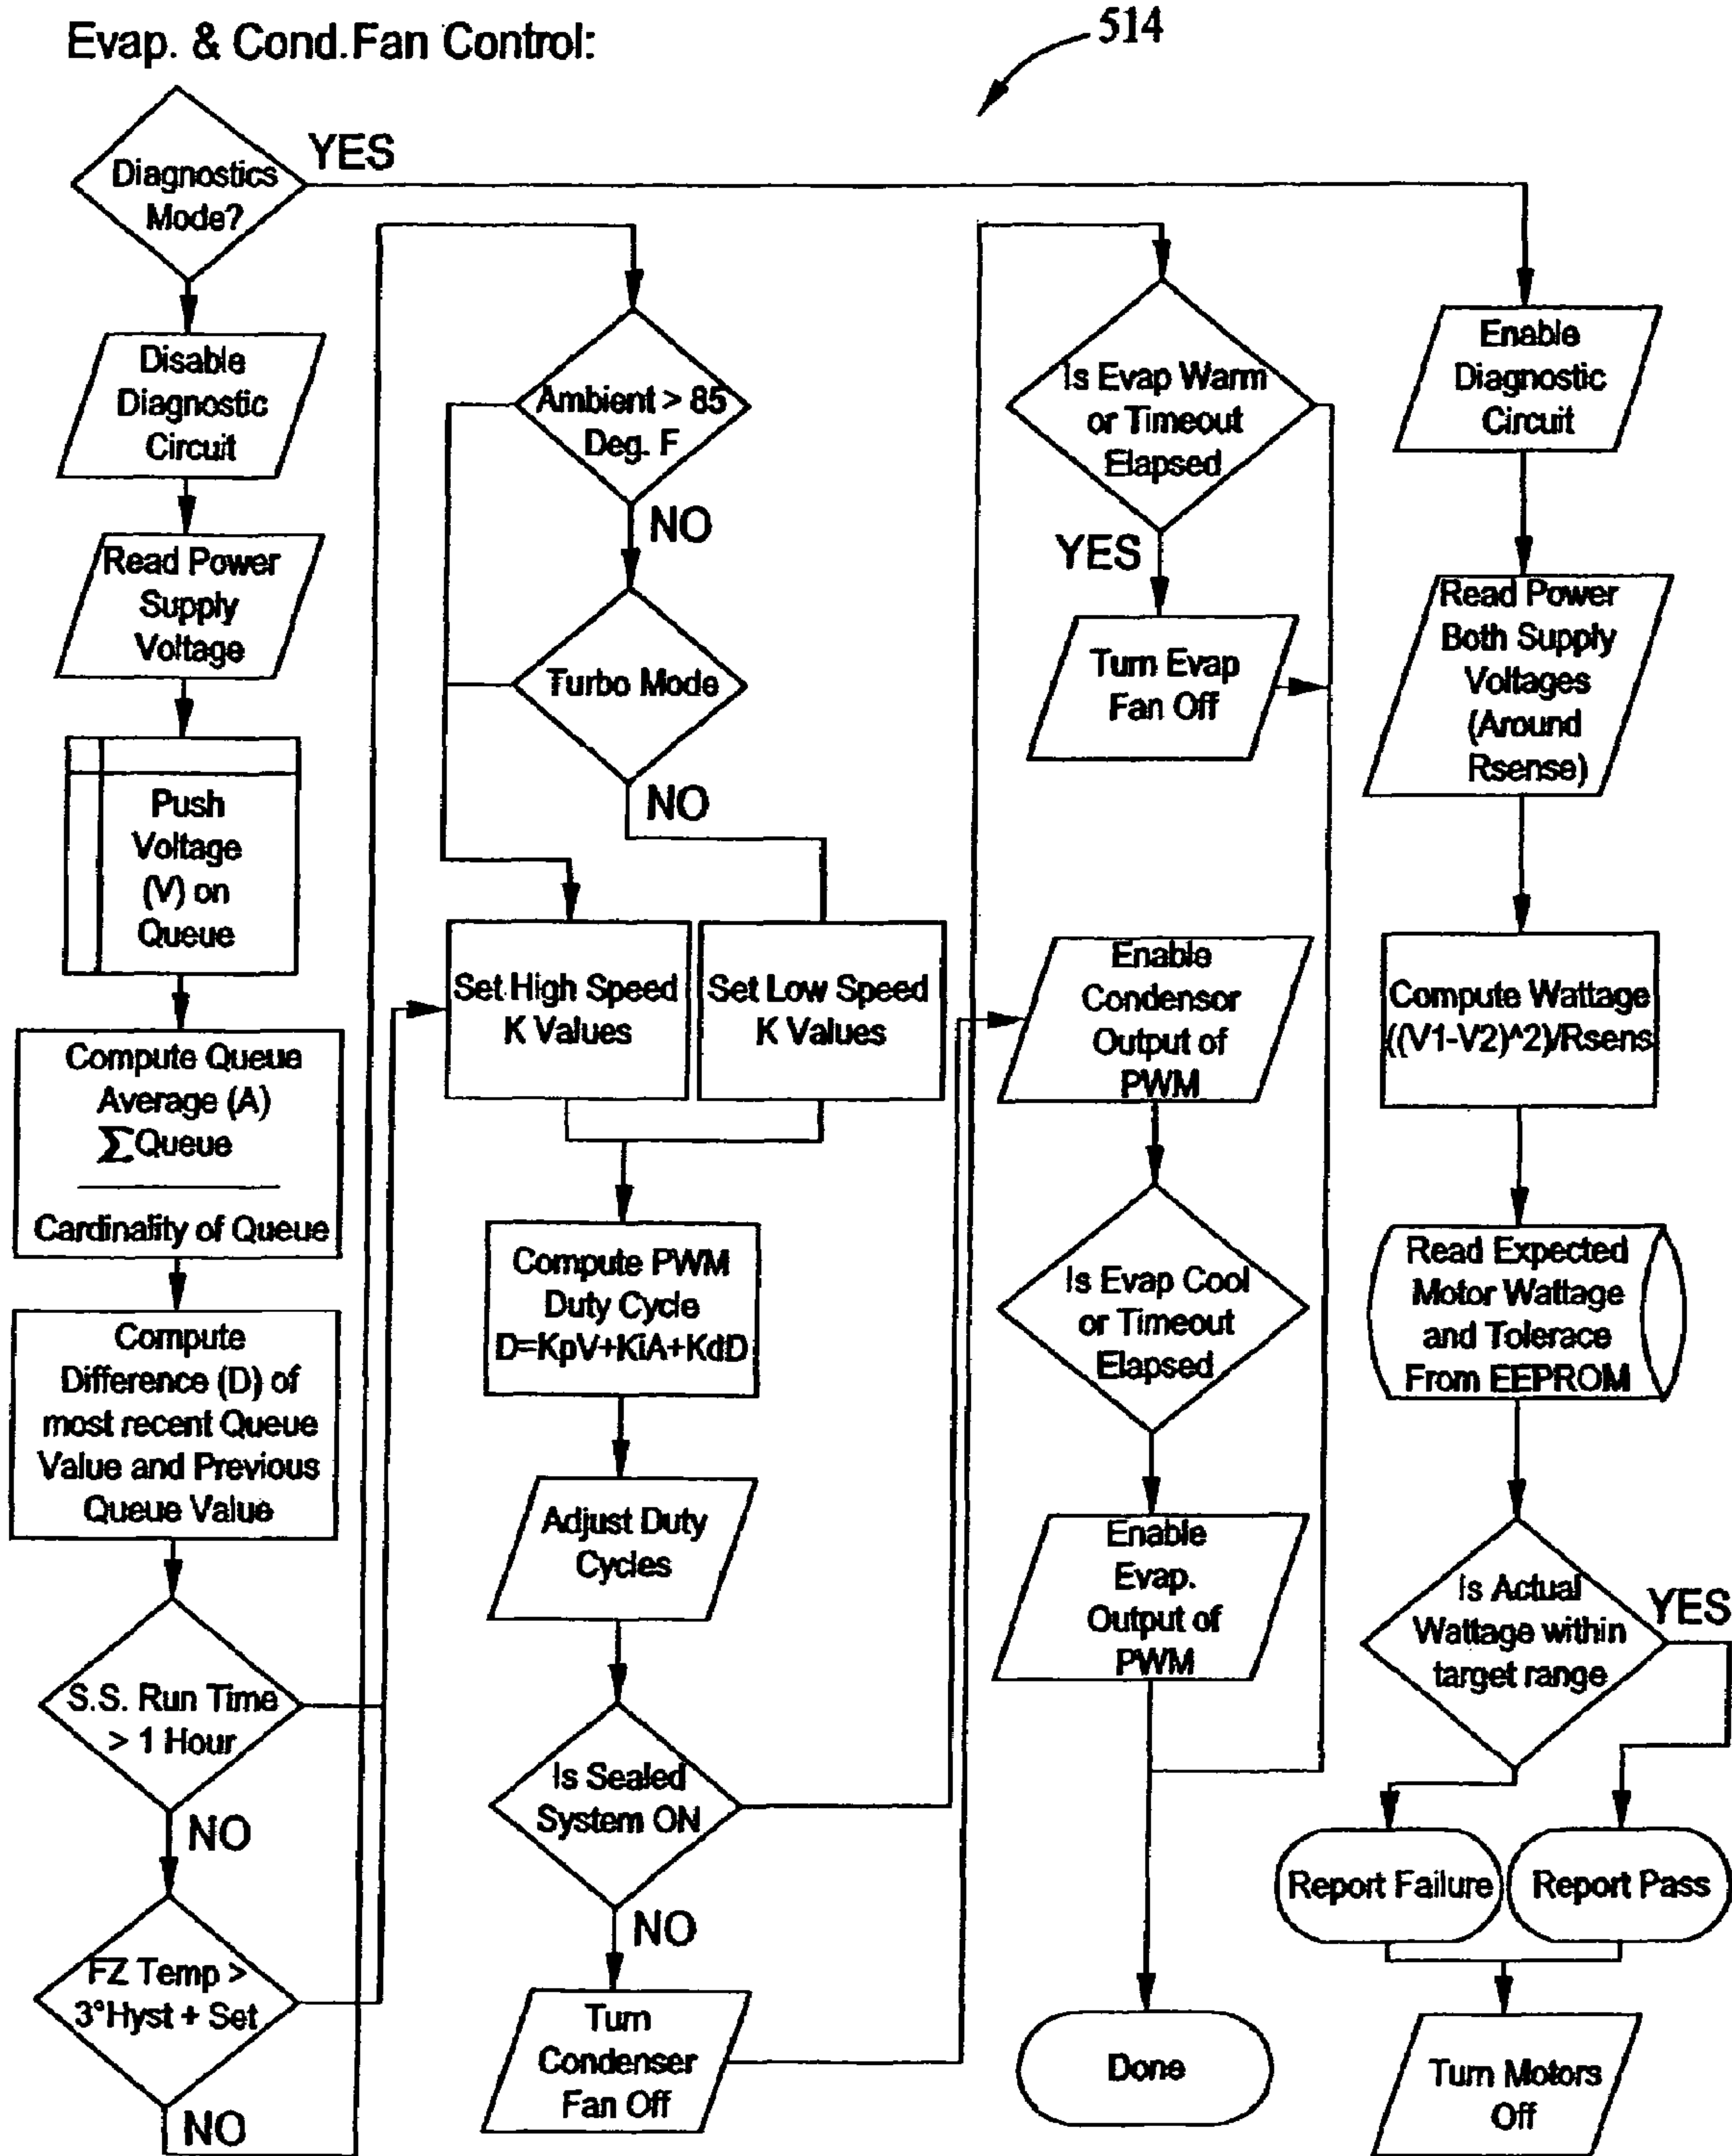 Evap. & Cond.Fan Control:
514
Diagnostics
Mode?
YES
Disable
Diagnostic
Circuit
Read Power
Supply
Voltage
Push
Voltage
(V) on
Queue
Compute Queue
Average (A)
ΣQueue
Cardinality of Queue
Compute
Difference (D) of
most recent Queue
Value and Previous
Queue Value
S.S. Run Time
> 1 Hour
NO
FZ Temp >
3°Hyst + Set
NO
Ambient > 85
Deg. F
NO
Turbo Mode
NO
Set High Speed
K Values
Set Low Speed
K Values
Compute PWM
Duty Cycle
D=KpV+KiA+KdD
Adjust Duty
Cycles
Is Sealed
System ON
NO
Turn
Condenser
Fan Off
Is Evap Warm
or Timeout
Elapsed
YES
Turn Evap
Fan Off
Enable
Condensor
Output of
PWM
Is Evap Cool
or Timeout
Elapsed
Enable
Evap.
Output of
PWM
Done
Enable
Diagnostic
Circuit
Read Power
Both Supply
Voltages
(Around
Rsense)
Compute Wattage
((V1-V2)^2)/Rsens
Read Expected
Motor Wattage
and Tolerace
From EEPROM
Is Actual
Wattage within
target range
YES
Report Failure
Report Pass
Turn Motors
Off